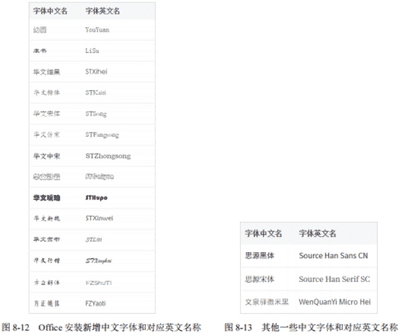 字体中文名 字体英文名
幼圆 YouYuan
隶书 LiSu
华文细黑 STXihei
华文楷体 STKaiti
华文宋体 STSong
华文仿宋 STFangsong
华文中宋 STZhongsong
华文琥珀 STHupo
华文新魏 STXinwei
华文隶书
华文行楷 STXingkai
方正舒体 FZShuTi
方正姚体 FZYaoti
图 8-12 Office 安装新增中文字体和对应英文名称
字体中文名 字体英文名
思源黑体 Source Han Sans CN
思源宋体 Source Han Serif SC
文泉驿微米黑 WenQuanYi Micro Hei
图 8-13 其他一些中文字体和对应英文名称